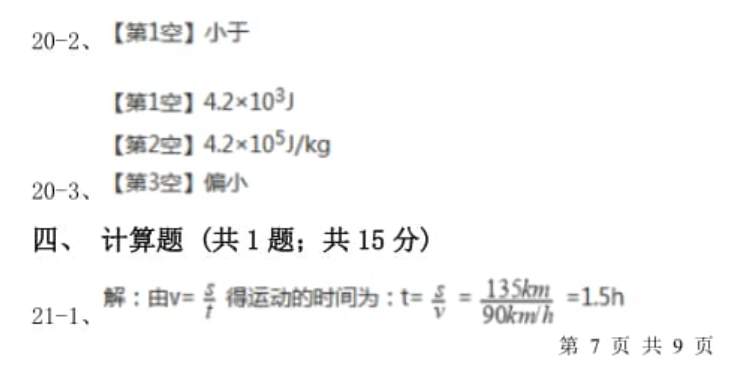 20-2、【第1空】小于
【第1空】4.2×10³J
【第2空】4.2×10⁵J/kg
20-3、【第3空】偏小
四、 计算题 (共 1 题；共 15 分)
21-1、解：由v= s/t 得运动的时间为：t= s/v = 135km/90km/h =1.5h
第 7 页 共 9 页